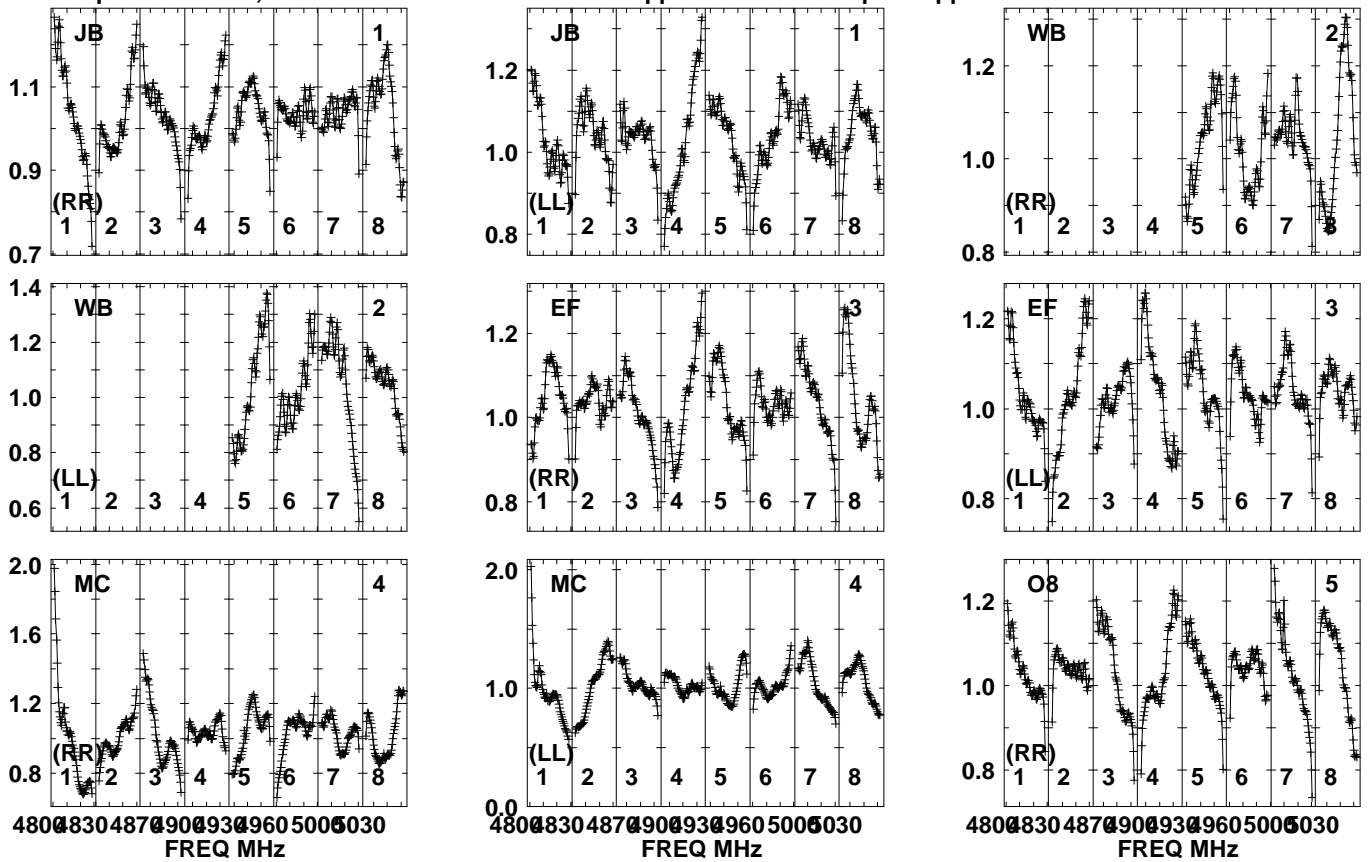 JB 1
1.1
0.9
0.7
(RR)
1 2 3 4 5 6 7 8
JB 1
1.2
1.0
0.8
(LL)
1 2 3 4 5 6 7 8
WB 2
1.2
1.0
0.8
(RR)
1 2 3 4 5 6 7 8
WB 2
1.4
1.2
1.0
0.8
0.6
(LL)
1 2 3 4 5 6 7 8
EF 3
1.2
1.0
0.8
(RR)
1 2 3 4 5 6 7 8
EF 3
1.2
1.0
0.8
(LL)
1 2 3 4 5 6 7 8
MC 4
2.0
1.6
1.2
0.8
(RR)
1 2 3 4 5 6 7 8
4800 4830 4870 4900 4930 4960 5000 5030
FREQ MHz
MC 4
2.0
1.0
0.0
(LL)
1 2 3 4 5 6 7 8
4800 4830 4870 4900 4930 4960 5000 5030
FREQ MHz
O8 5
1.2
1.0
0.8
(RR)
1 2 3 4 5 6 7 8
4800 4830 4870 4900 4930 4960 5000 5030
FREQ MHz